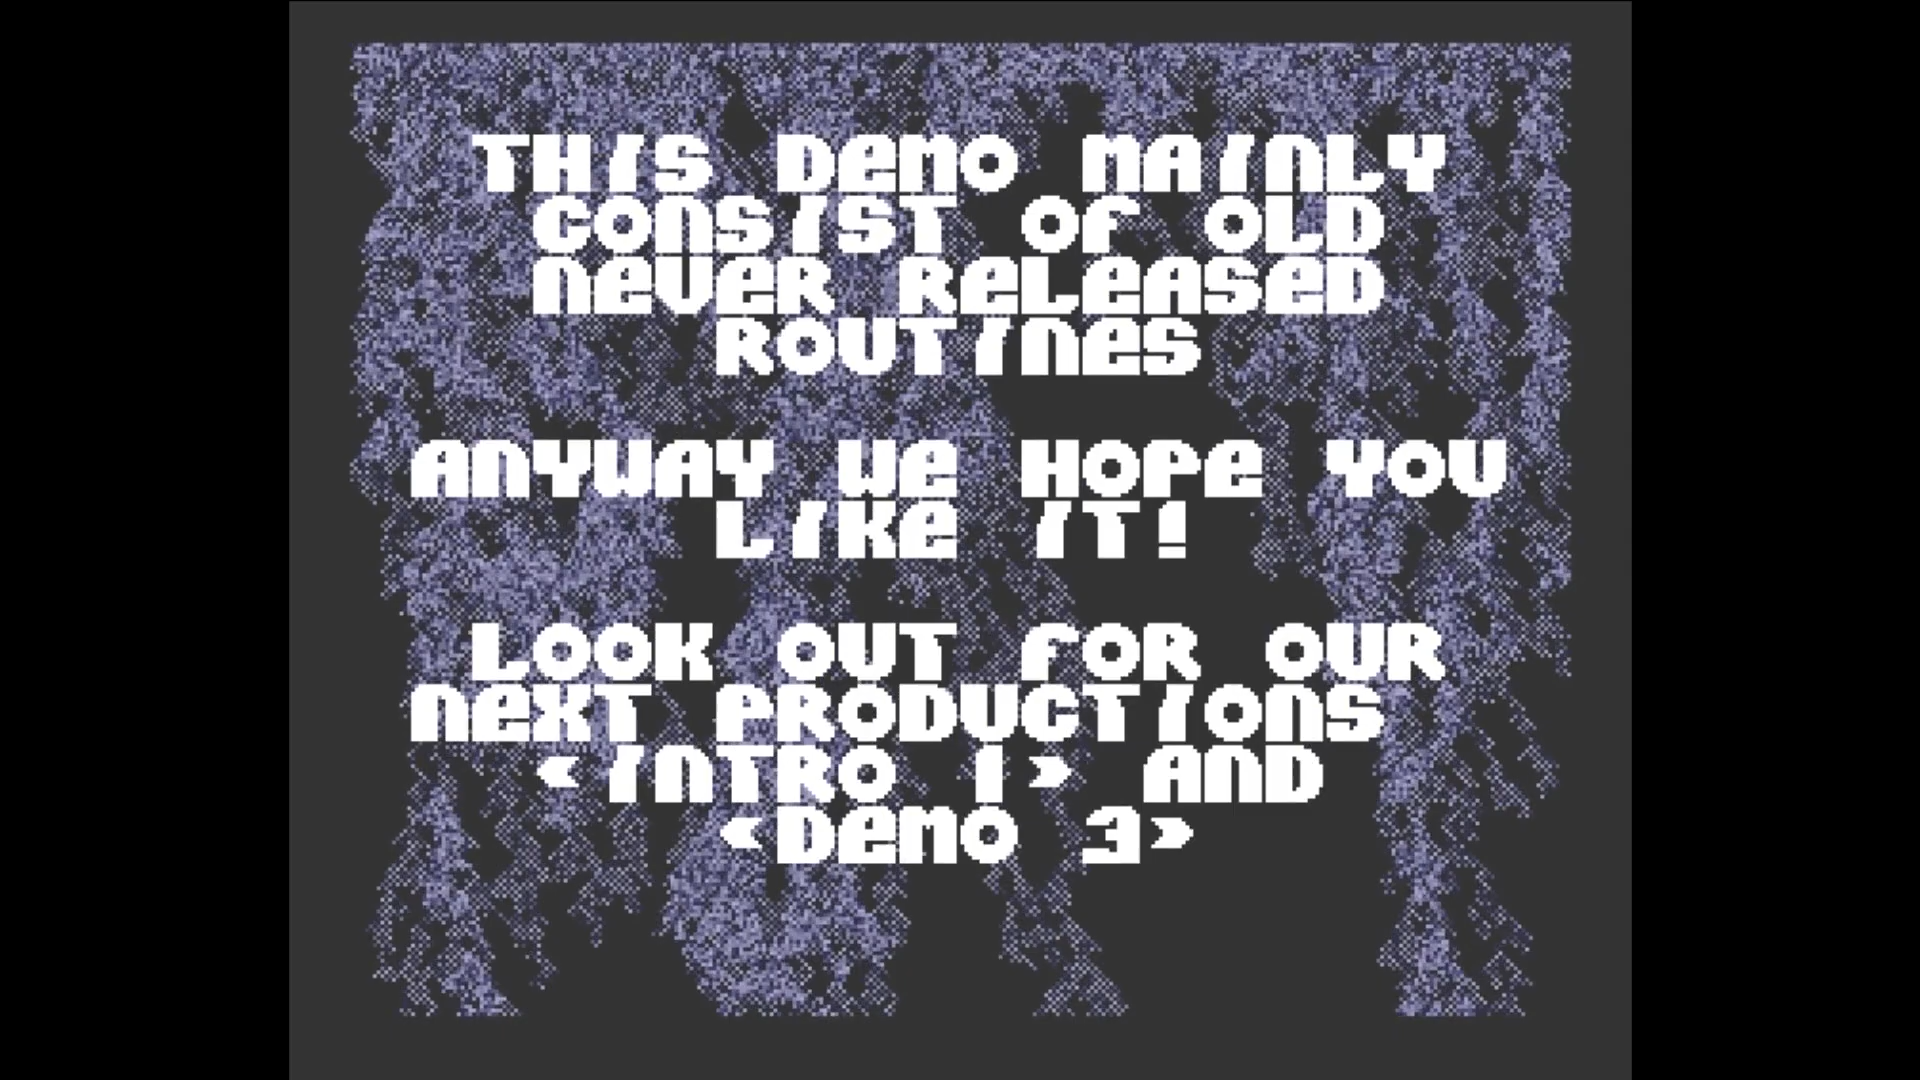 THIS DEMO MAINLY
CONSIST OF OLD
NEVER RELEASED
ROUTINES
ANYWAY WE HOPE YOU
LIKE IT!
LOOK OUT FOR OUR
NEXT PRODUCTIONS
<INTRO 1> AND
<DEMO 3>